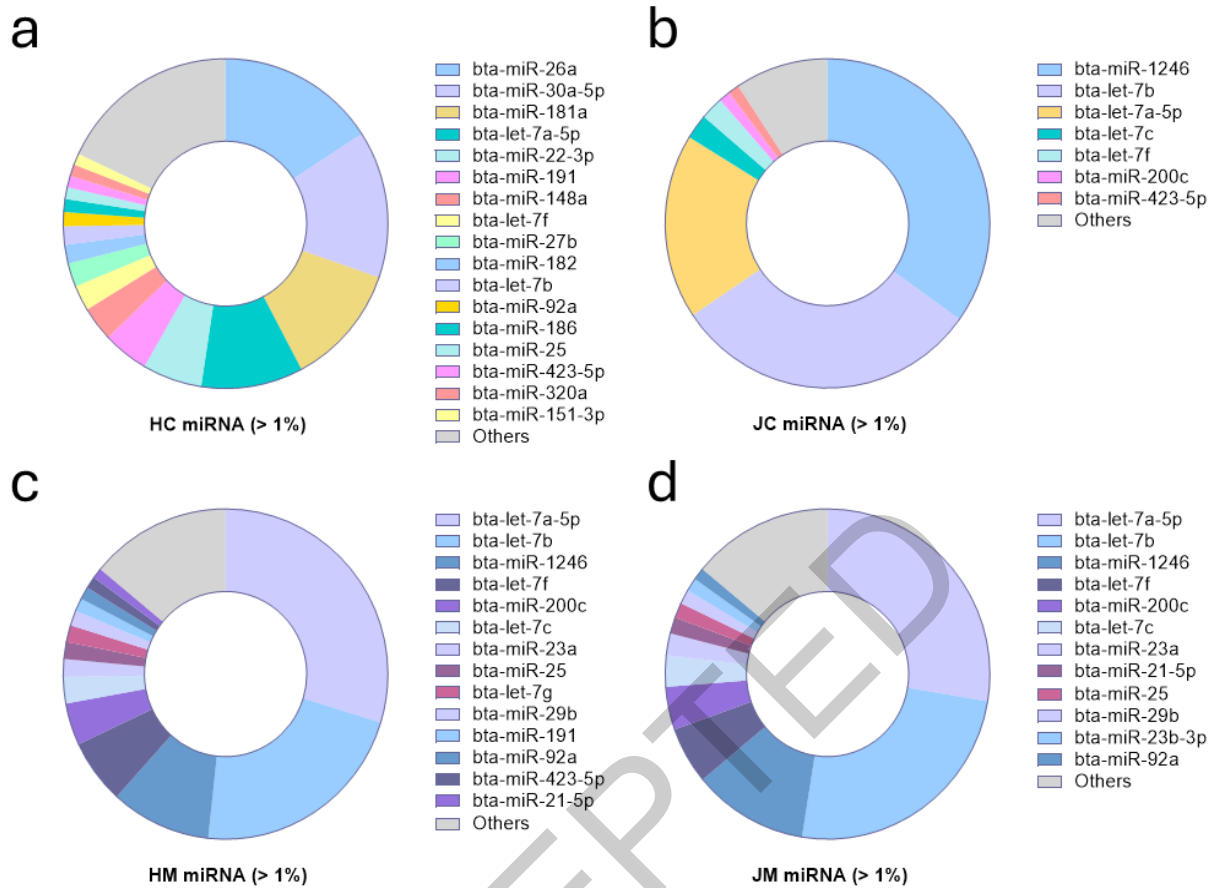 a
bta-miR-26a
bta-miR-30a-5p
bta-miR-181a
bta-let-7a-5p
bta-miR-22-3p
bta-miR-191
bta-miR-148a
bta-let-7f
bta-miR-27b
bta-miR-182
bta-let-7b
bta-miR-92a
bta-miR-186
bta-miR-25
bta-miR-423-5p
bta-miR-320a
bta-miR-151-3p
Others
HC miRNA (> 1%)
b
bta-miR-1246
bta-let-7b
bta-let-7a-5p
bta-let-7c
bta-let-7f
bta-miR-200c
bta-miR-423-5p
Others
JC miRNA (> 1%)
c
bta-let-7a-5p
bta-let-7b
bta-miR-1246
bta-let-7f
bta-miR-200c
bta-let-7c
bta-miR-23a
bta-miR-25
bta-let-7g
bta-miR-29b
bta-miR-191
bta-miR-92a
bta-miR-423-5p
bta-miR-21-5p
Others
HM miRNA (> 1%)
d
bta-let-7a-5p
bta-let-7b
bta-miR-1246
bta-let-7f
bta-miR-200c
bta-let-7c
bta-miR-23a
bta-miR-21-5p
bta-miR-25
bta-miR-29b
bta-miR-23b-3p
bta-miR-92a
Others
JM miRNA (> 1%)
EPTED